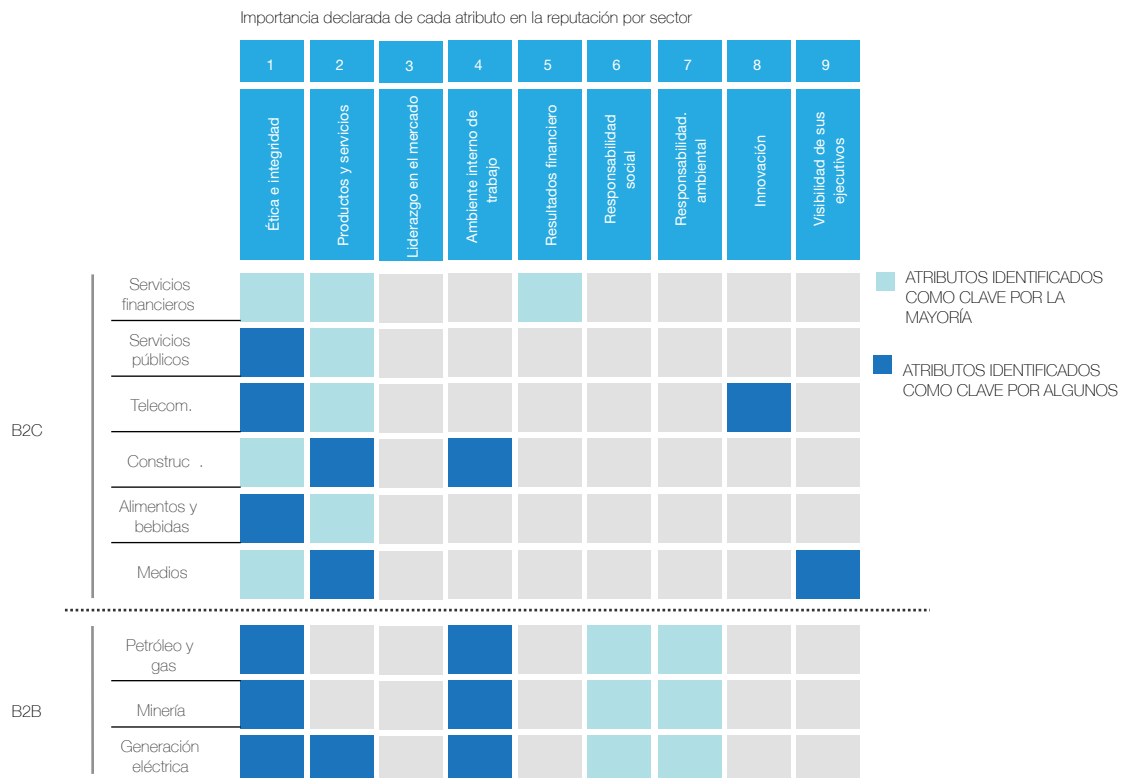 Importancia declarada de cada atributo en la reputación por sector
1 2 3 4 5 6 7 8 9
Ética e integridad
Productos y servicios
Liderazgo en el mercado
Ambiente interno de
trabajo
Resultados financiero
Responsabilidad
social
Responsabilidad.
ambiental
Innovación
Visibilidad de sus
ejecutivos
B2C
Servicios
financieros
Servicios
públicos
Telecom.
Construc .
Alimentos y
bebidas
Medios
B2B
Petróleo y
gas
Minería
Generación
eléctrica
ATRIBUTOS IDENTIFICADOS
COMO CLAVE POR LA
MAYORÍA
ATRIBUTOS IDENTIFICADOS
COMO CLAVE POR ALGUNOS